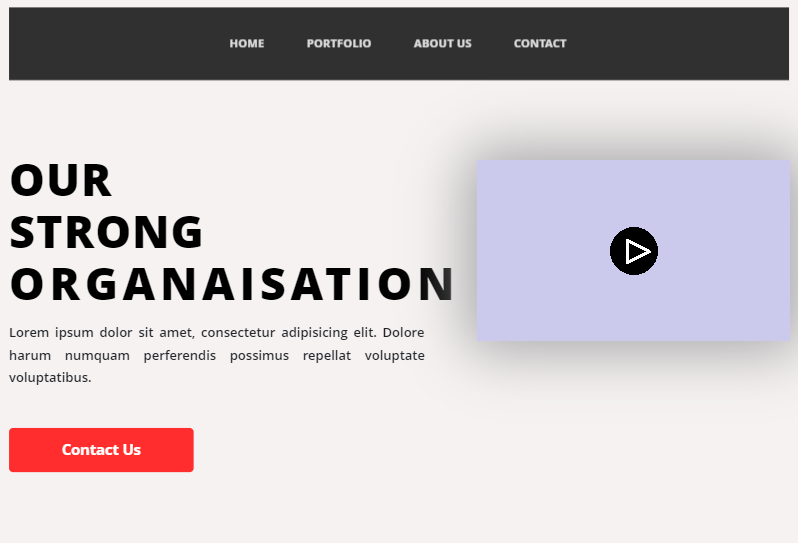 HOME PORTFOLIO ABOUT US CONTACT
OUR
STRONG
ORGANAISATION
Lorem ipsum dolor sit amet, consectetur adipisicing elit. Dolore
harum numquam perferendis possimus repellat voluptate
voluptatibus.
Contact Us